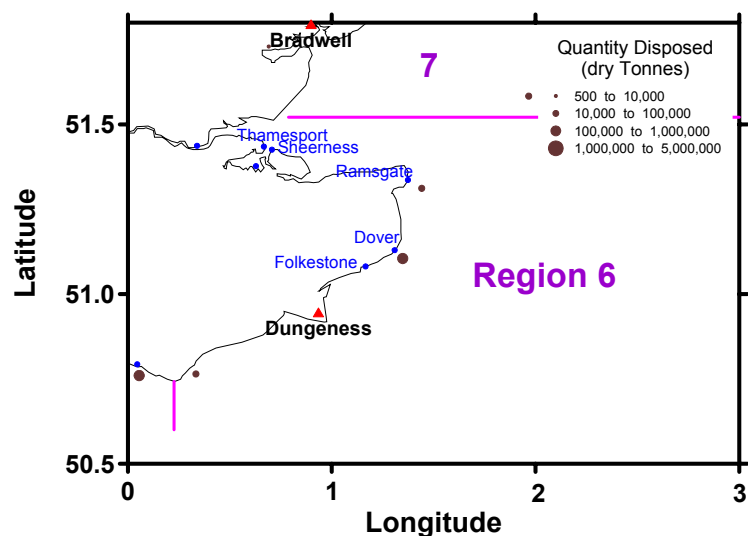 Bradwell
7
Quantity Disposed
(dry Tonnes)
500 to 10,000
10,000 to 100,000
100,000 to 1,000,000
1,000,000 to 5,000,000
51.5
Thamesport
Sheerness
Ramsgate
Dover
Folkestone
Region 6
Latitude
51.0
Dungeness
50.5
0
1
2
3
Longitude